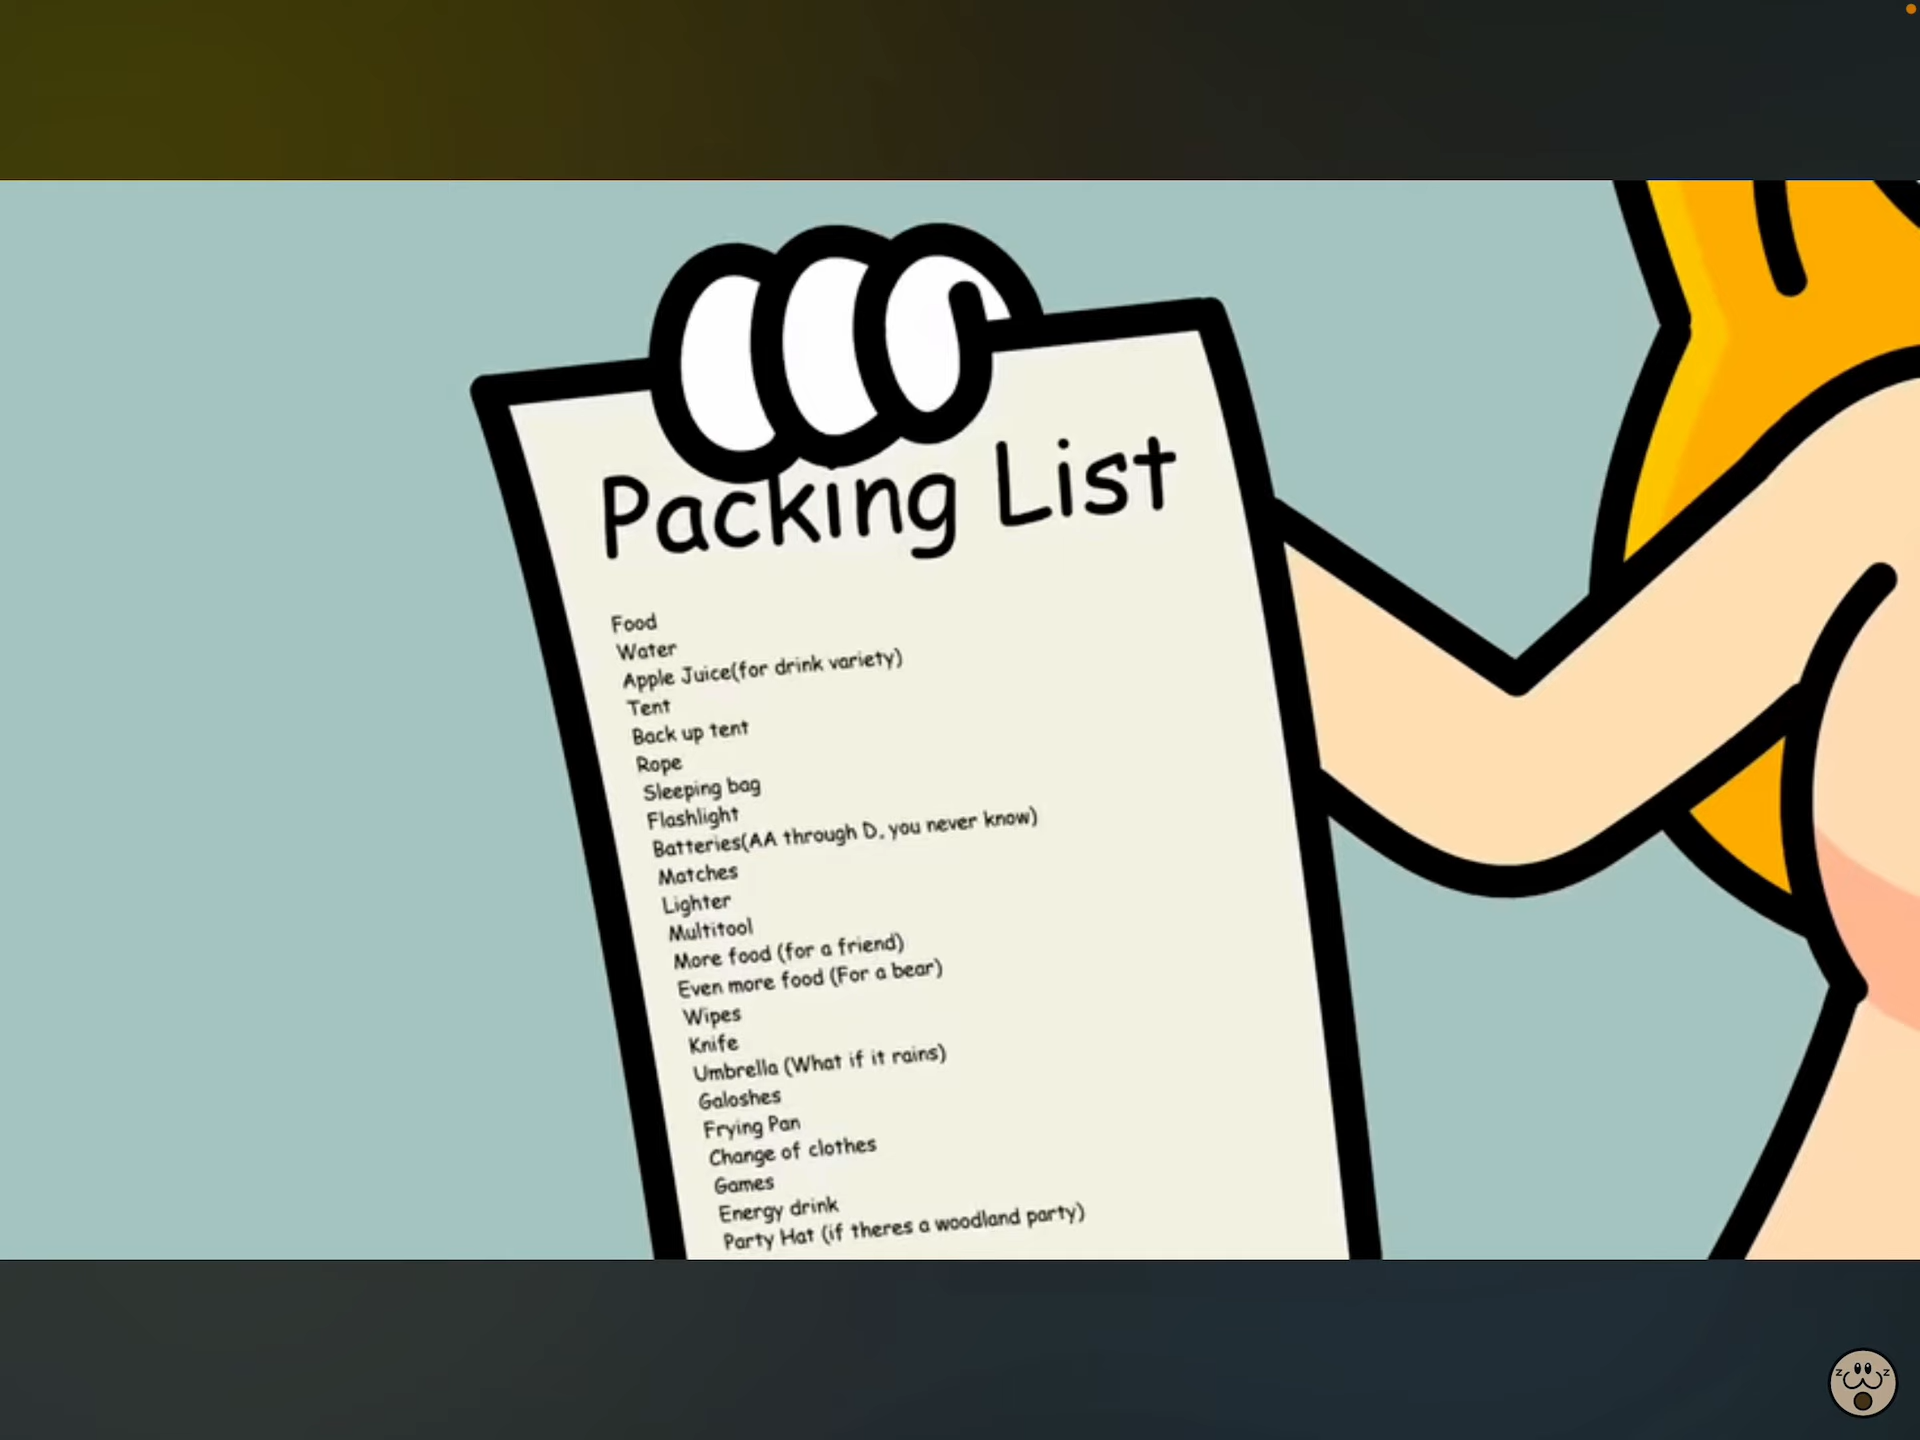 Packing List
Food
Water
Apple Juice(for drink variety)
Tent
Back up tent
Rope
Sleeping bag
Flashlight
Batteries(AA through D, you never know)
Matches
Lighter
Multitool
More food (for a friend)
Even more food (For a bear)
Wipes
Knife
Umbrella (What if it rains)
Galoshes
Frying Pan
Change of clothes
Games
Energy drink
Party Hat (if theres a woodland party)
z z